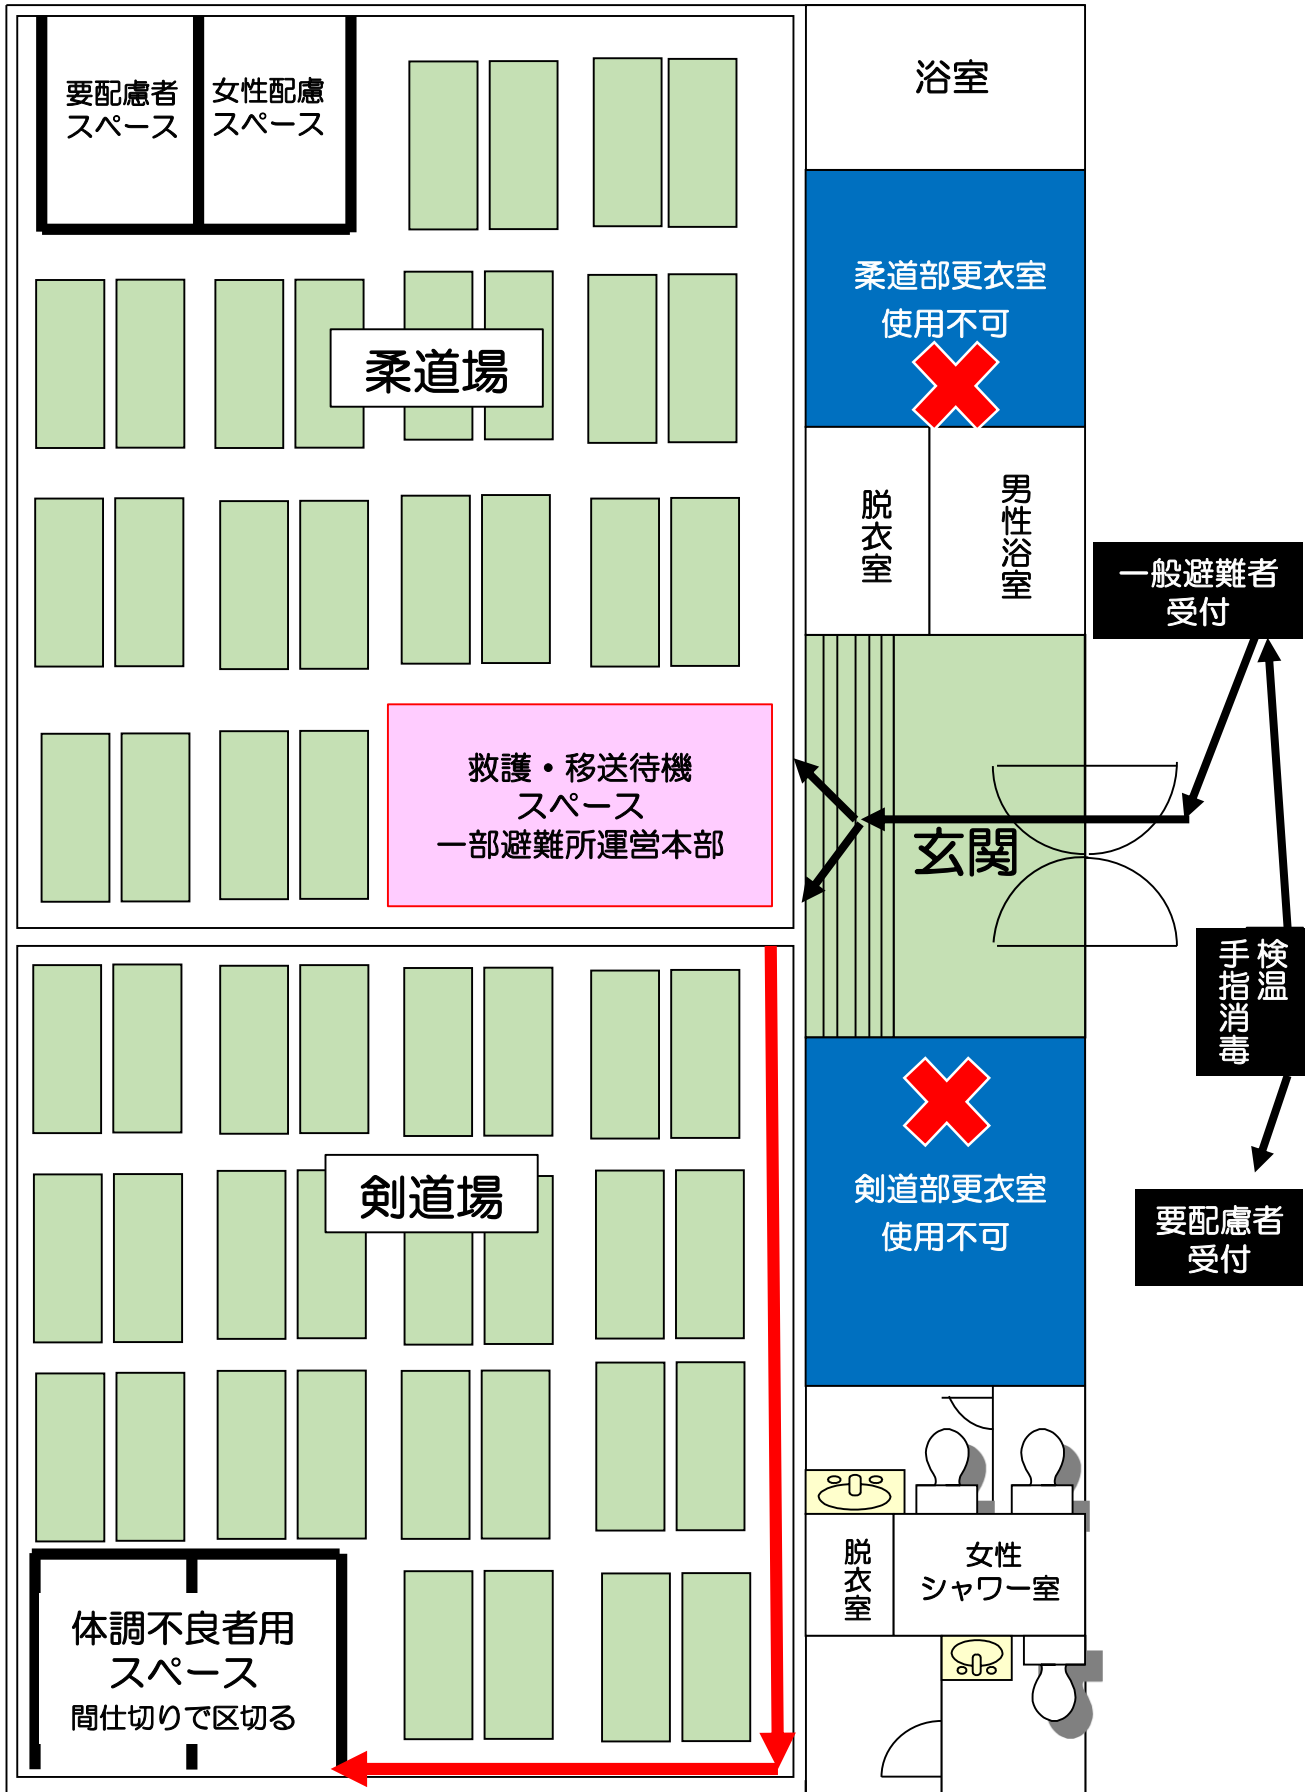 要配慮者
スペース
女性配慮
スペース
浴室
柔道部更衣室
使用不可
柔道場
脱衣室
男性浴室
一般避難者
受付
救護・移送待機
スペース
一部避難所運営本部
玄関
検温
手指消毒
剣道場
剣道部更衣室
使用不可
要配慮者
受付
脱衣室
女性
シャワー室
体調不良者用
スペース
間仕切りで区切る